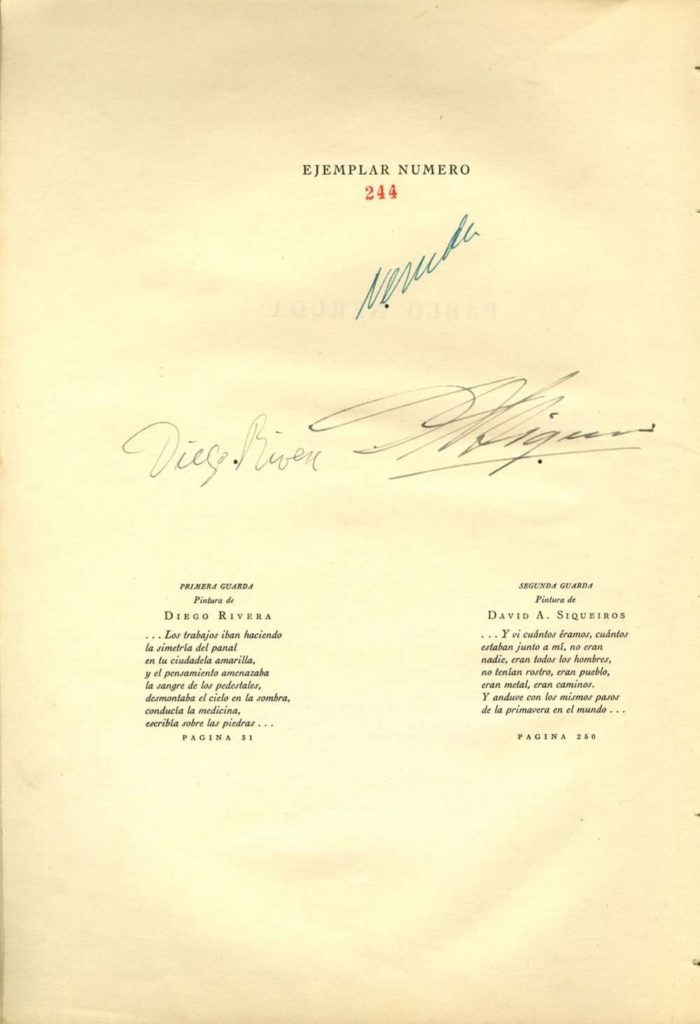 EJEMPLAR NUMERO
244
Neruda
Diego Rivera
D A Siqueiros
PRIMERA GUARDA
Pintura de
DIEGO RIVERA
. . . Los trabajos iban haciendo
la simetría del panal
en tu ciudadela amarilla,
y el pensamiento amenazaba
la sangre de los pedestales,
desmontaba el cielo en la sombra,
conducía la medicina,
escribía sobre las piedras . . .
PAGINA 31
SEGUNDA GUARDA
Pintura de
DAVID A. SIQUEIROS
. . . Y vi cuántos éramos, cuántos
estaban junto a mí, no eran
nadie, eran todos los hombres,
no tenían rostro, eran pueblo,
eran metal, eran caminos.
Y anduve con los mismos pasos
de la primavera en el mundo . . .
PAGINA 250